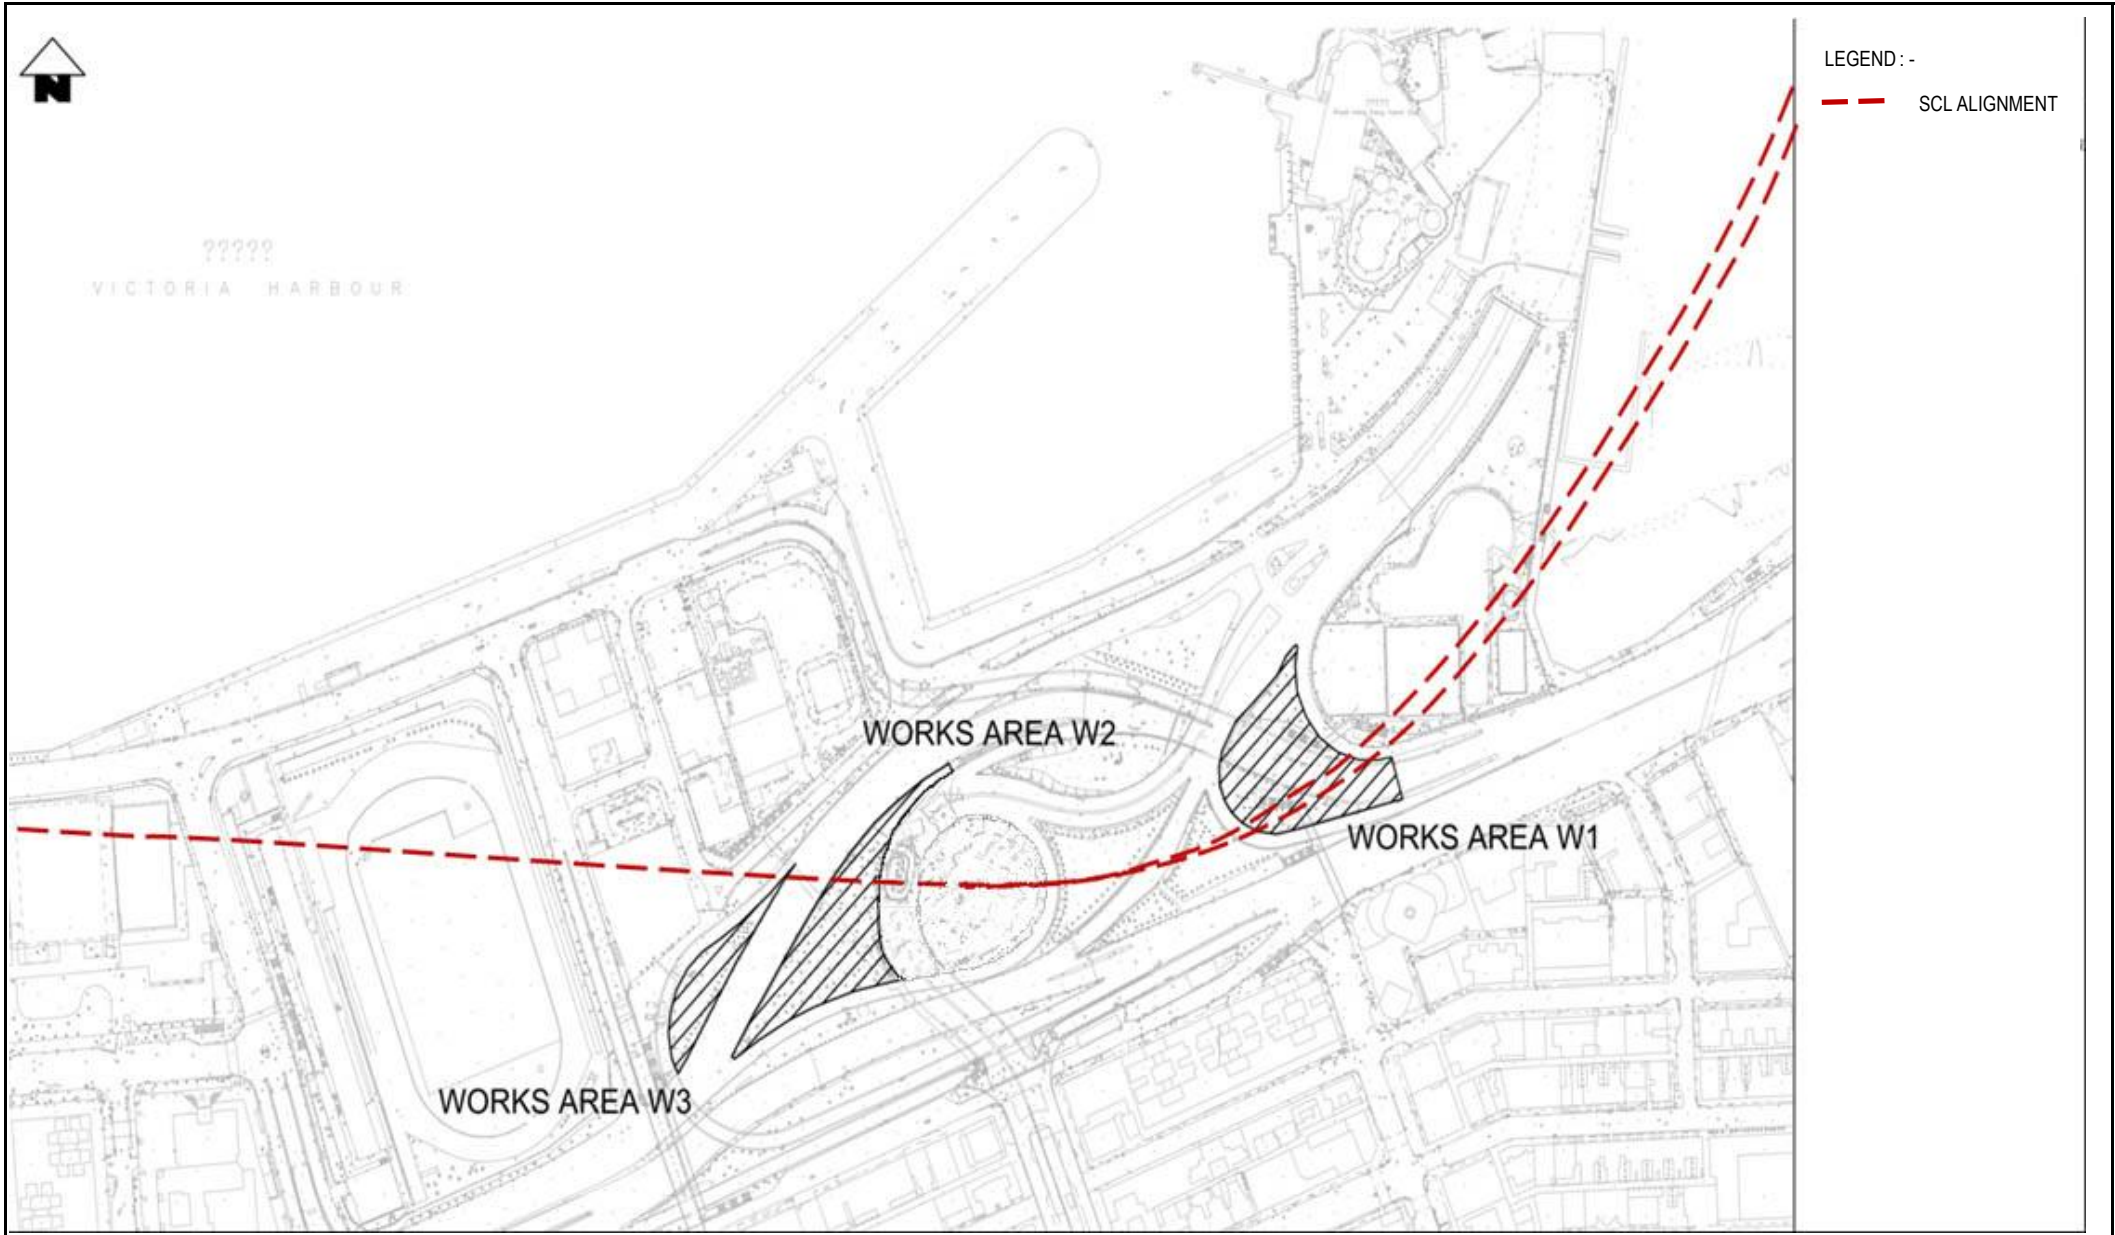 N
LEGEND : -
SCL ALIGNMENT
?????
VICTORIA HARBOUR
WORKS AREA W2
WORKS AREA W1
WORKS AREA W3